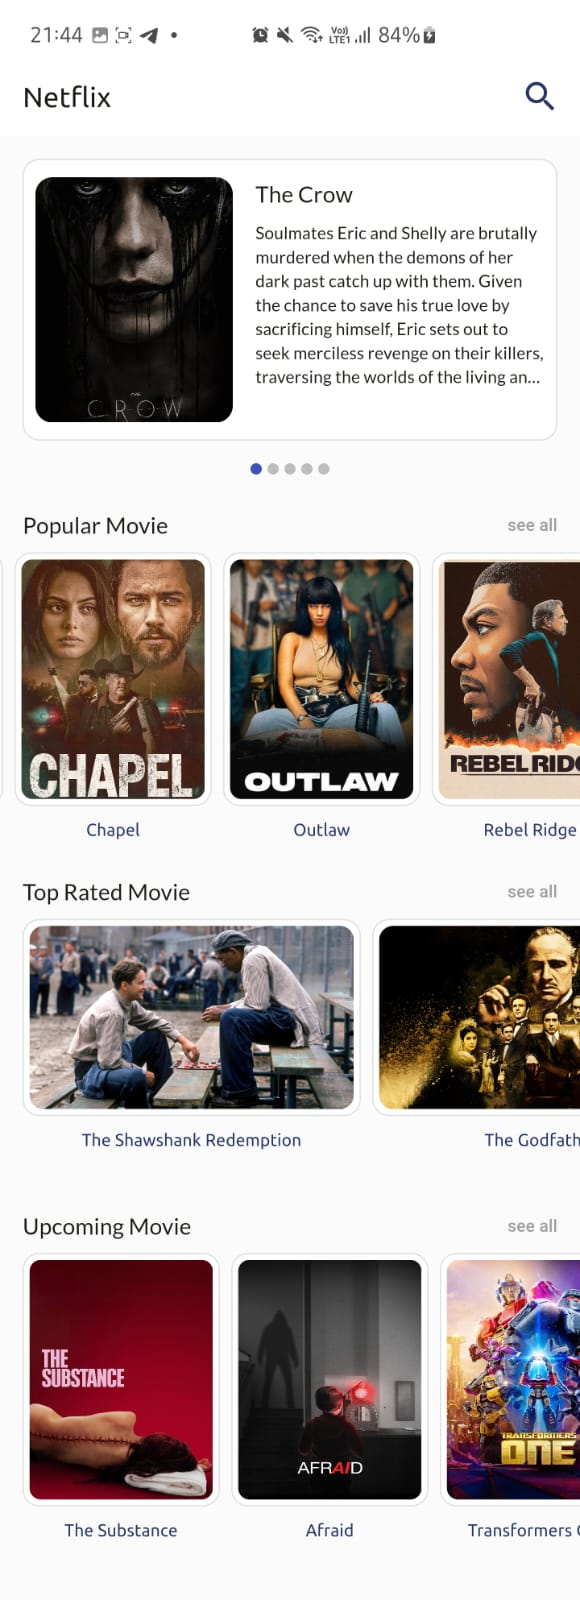 21:44
Vo))
LTE1
84%
Netflix
THE
CROW
The Crow
Soulmates Eric and Shelly are brutally
murdered when the demons of her
dark past catch up with them. Given
the chance to save his true love by
sacrificing himself, Eric sets out to
seek merciless revenge on their killers,
traversing the worlds of the living an...
Popular Movie
see all
CHAPEL
OUTLAW
REBEL RIDG
Chapel
Outlaw
Rebel Ridge
Top Rated Movie
see all
The Shawshank Redemption
The Godfath
Upcoming Movie
see all
THE
SUBSTANCE
AFRAID
TRANSFORMERS
ONE
The Substance
Afraid
Transformers